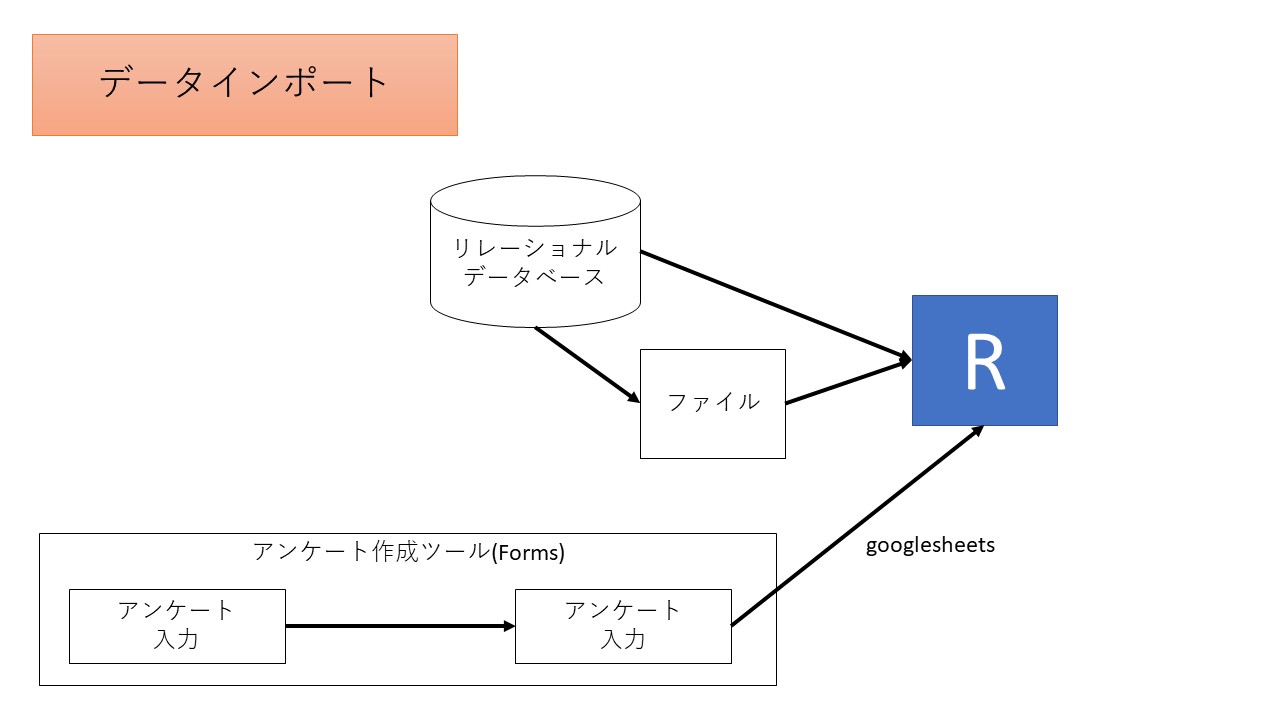 データインポート
リレーショナル
データベース
R
ファイル
アンケート作成ツール(Forms)
googlesheets
アンケート
入力
アンケート
入力